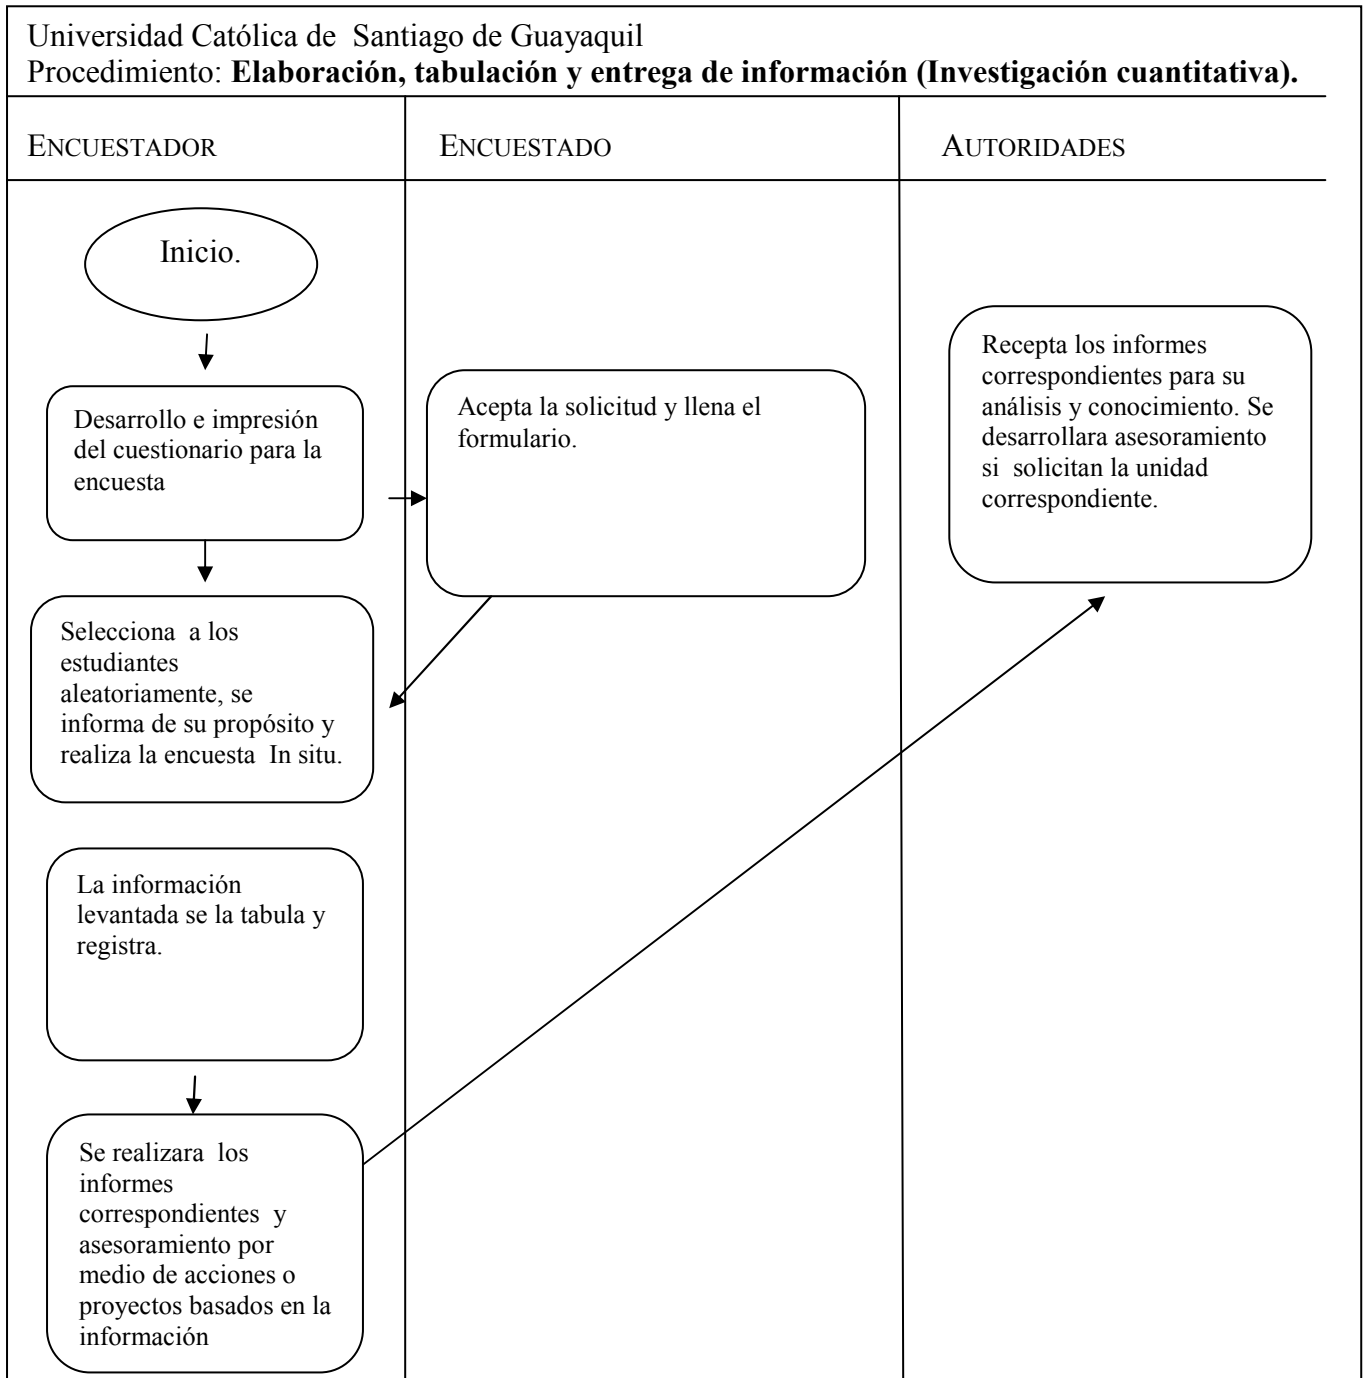 Universidad Católica de  Santiago de Guayaquil
Procedimiento: Elaboración, tabulación y entrega de información (Investigación cuantitativa).
ENCUESTADOR
ENCUESTADO
AUTORIDADES
Inicio.
Desarrollo e impresión
del cuestionario para la
encuesta
Acepta la solicitud y llena el
formulario.
Recepta los informes
correspondientes para su
análisis y conocimiento. Se
desarrollara asesoramiento
si  solicitan la unidad
correspondiente.
Selecciona  a los
estudiantes
aleatoriamente, se
informa de su propósito y
realiza la encuesta  In situ.
La información
levantada se la tabula y
registra.
Se realizara  los
informes
correspondientes  y
asesoramiento por
medio de acciones o
proyectos basados en la
información